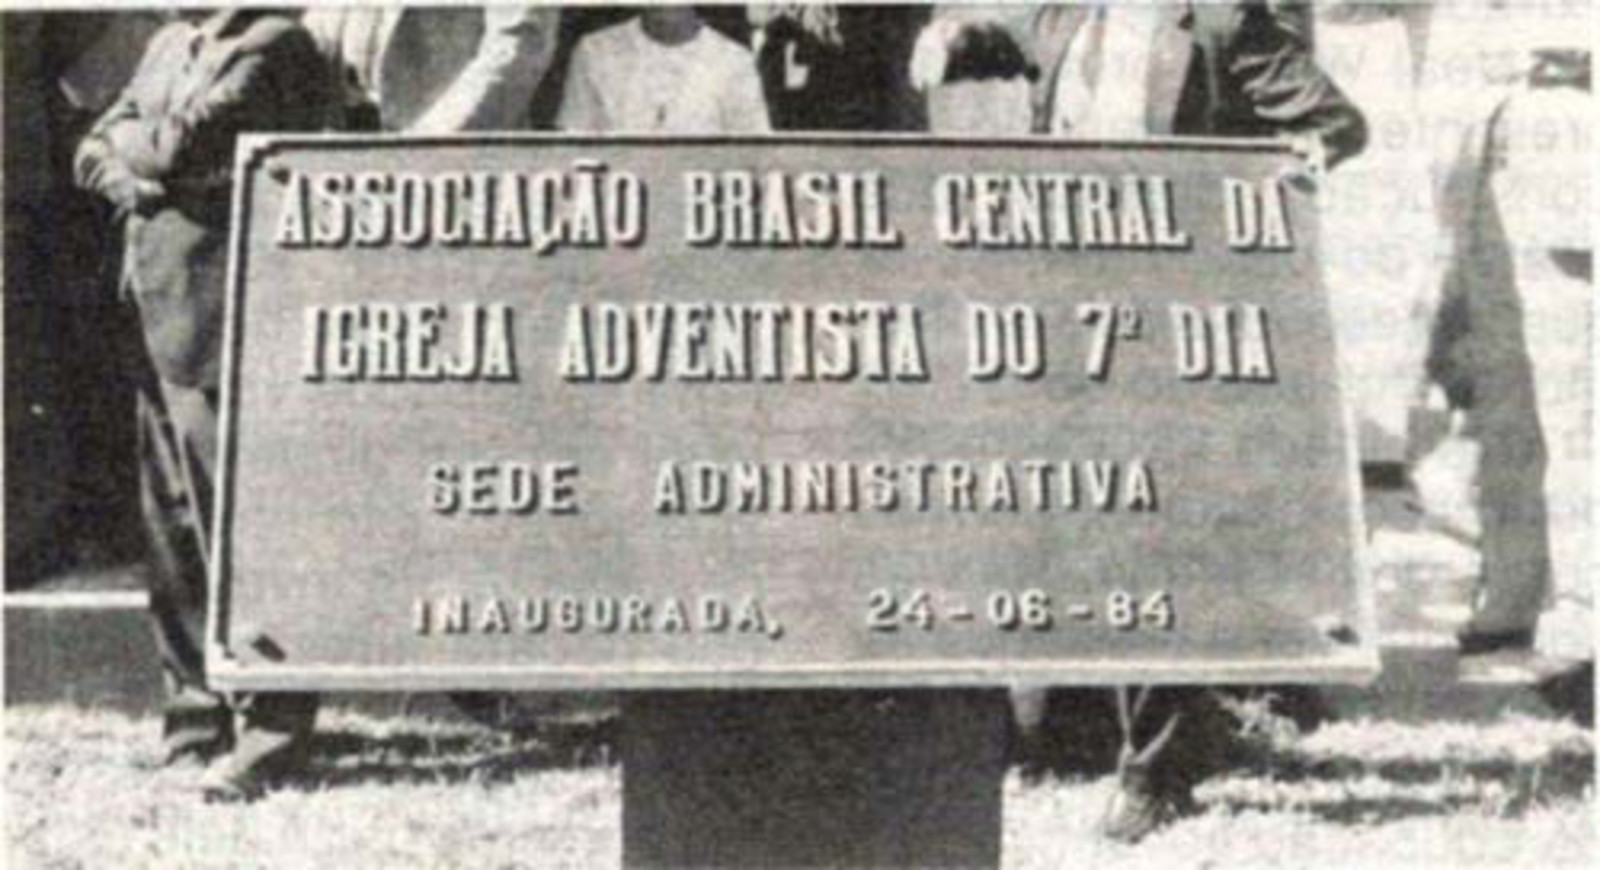 ASSOCIAÇÃO BRASIL CENTRAL DA
IGREJA ADVENTISTA DO 7º DIA
SEDE ADMINISTRATIVA
INAUGURADA, 24-06-84